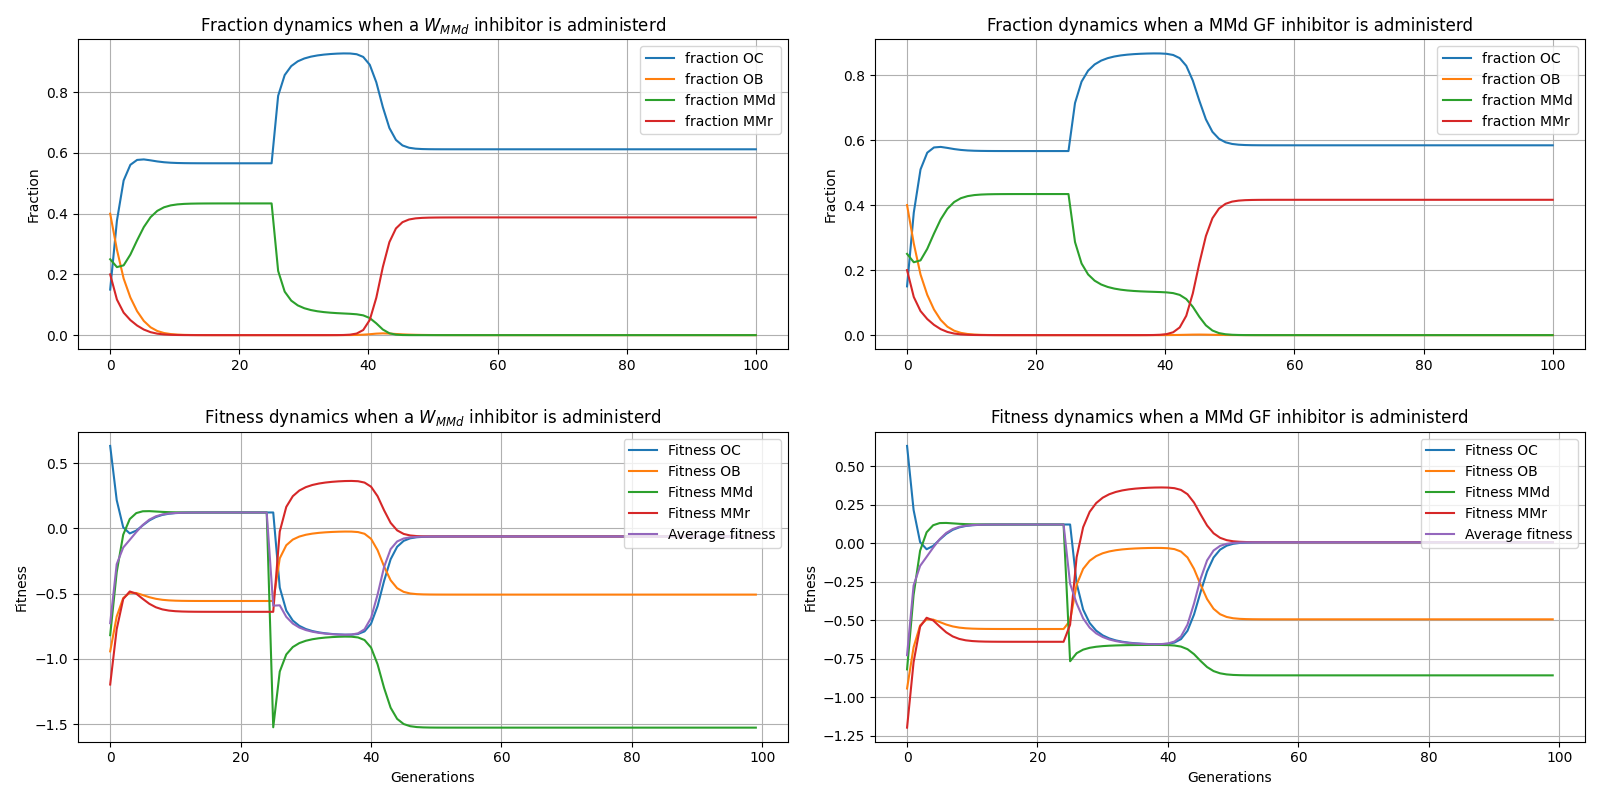 Fraction dynamics when a W_MMd inhibitor is administerd
Fraction
0.8
0.6
0.4
0.2
0.0
0 20 40 60 80 100
fraction OC
fraction OB
fraction MMd
fraction MMr
Fraction dynamics when a MMd GF inhibitor is administerd
Fraction
0.8
0.6
0.4
0.2
0.0
0 20 40 60 80 100
fraction OC
fraction OB
fraction MMd
fraction MMr
Fitness dynamics when a W_MMd inhibitor is administerd
Fitness
0.5
0.0
−0.5
−1.0
−1.5
0 20 40 60 80 100
Generations
Fitness OC
Fitness OB
Fitness MMd
Fitness MMr
Average fitness
Fitness dynamics when a MMd GF inhibitor is administerd
Fitness
0.50
0.25
0.00
−0.25
−0.50
−0.75
−1.00
−1.25
0 20 40 60 80 100
Generations
Fitness OC
Fitness OB
Fitness MMd
Fitness MMr
Average fitness